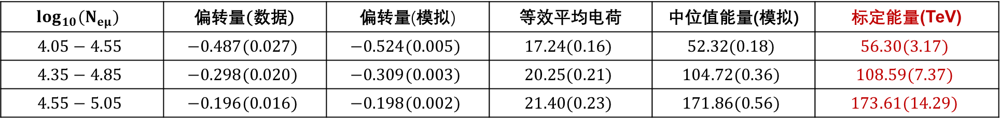 log₁₀(Nₑμ) 偏转量(数据) 偏转量(模拟) 等效平均电荷 中位值能量(模拟) 标定能量(TeV)
4.05 − 4.55 −0.487(0.027) −0.524(0.005) 17.24(0.16) 52.32(0.18) 56.30(3.17)
4.35 − 4.85 −0.298(0.020) −0.309(0.003) 20.25(0.21) 104.72(0.36) 108.59(7.37)
4.55 − 5.05 −0.196(0.016) −0.198(0.002) 21.40(0.23) 171.86(0.56) 173.61(14.29)